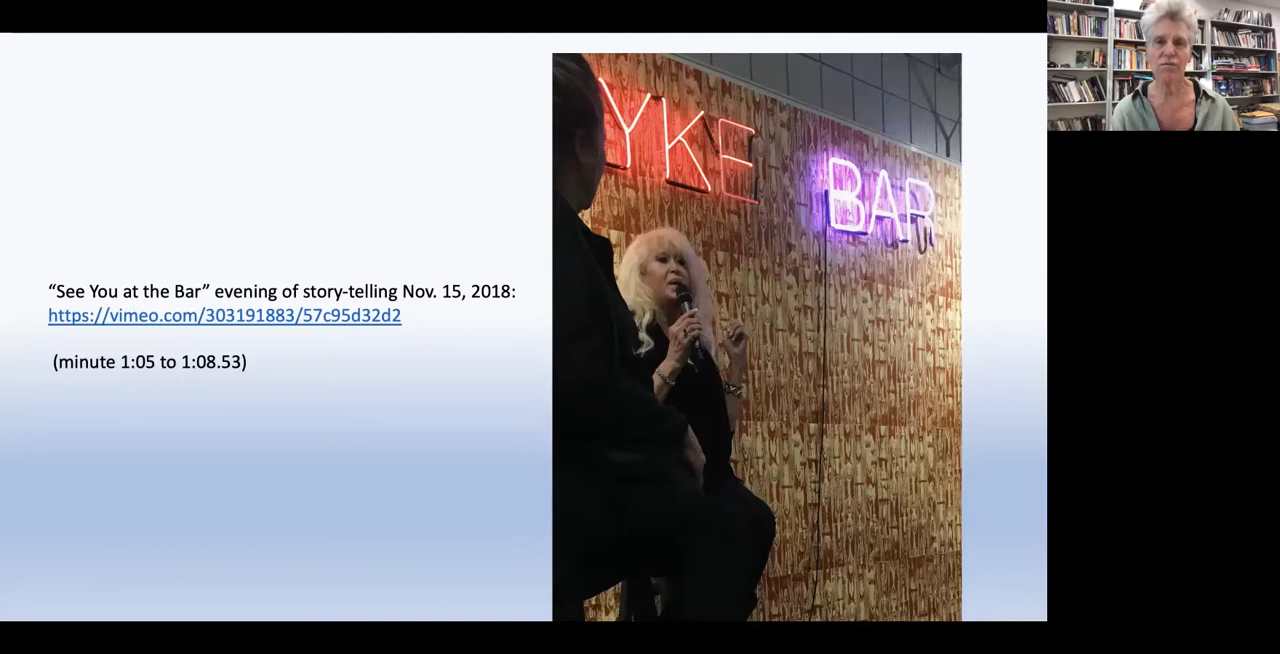 YKE BAR
“See You at the Bar” evening of story-telling Nov. 15, 2018:
https://vimeo.com/303191883/57c95d32d2
(minute 1:05 to 1:08.53)